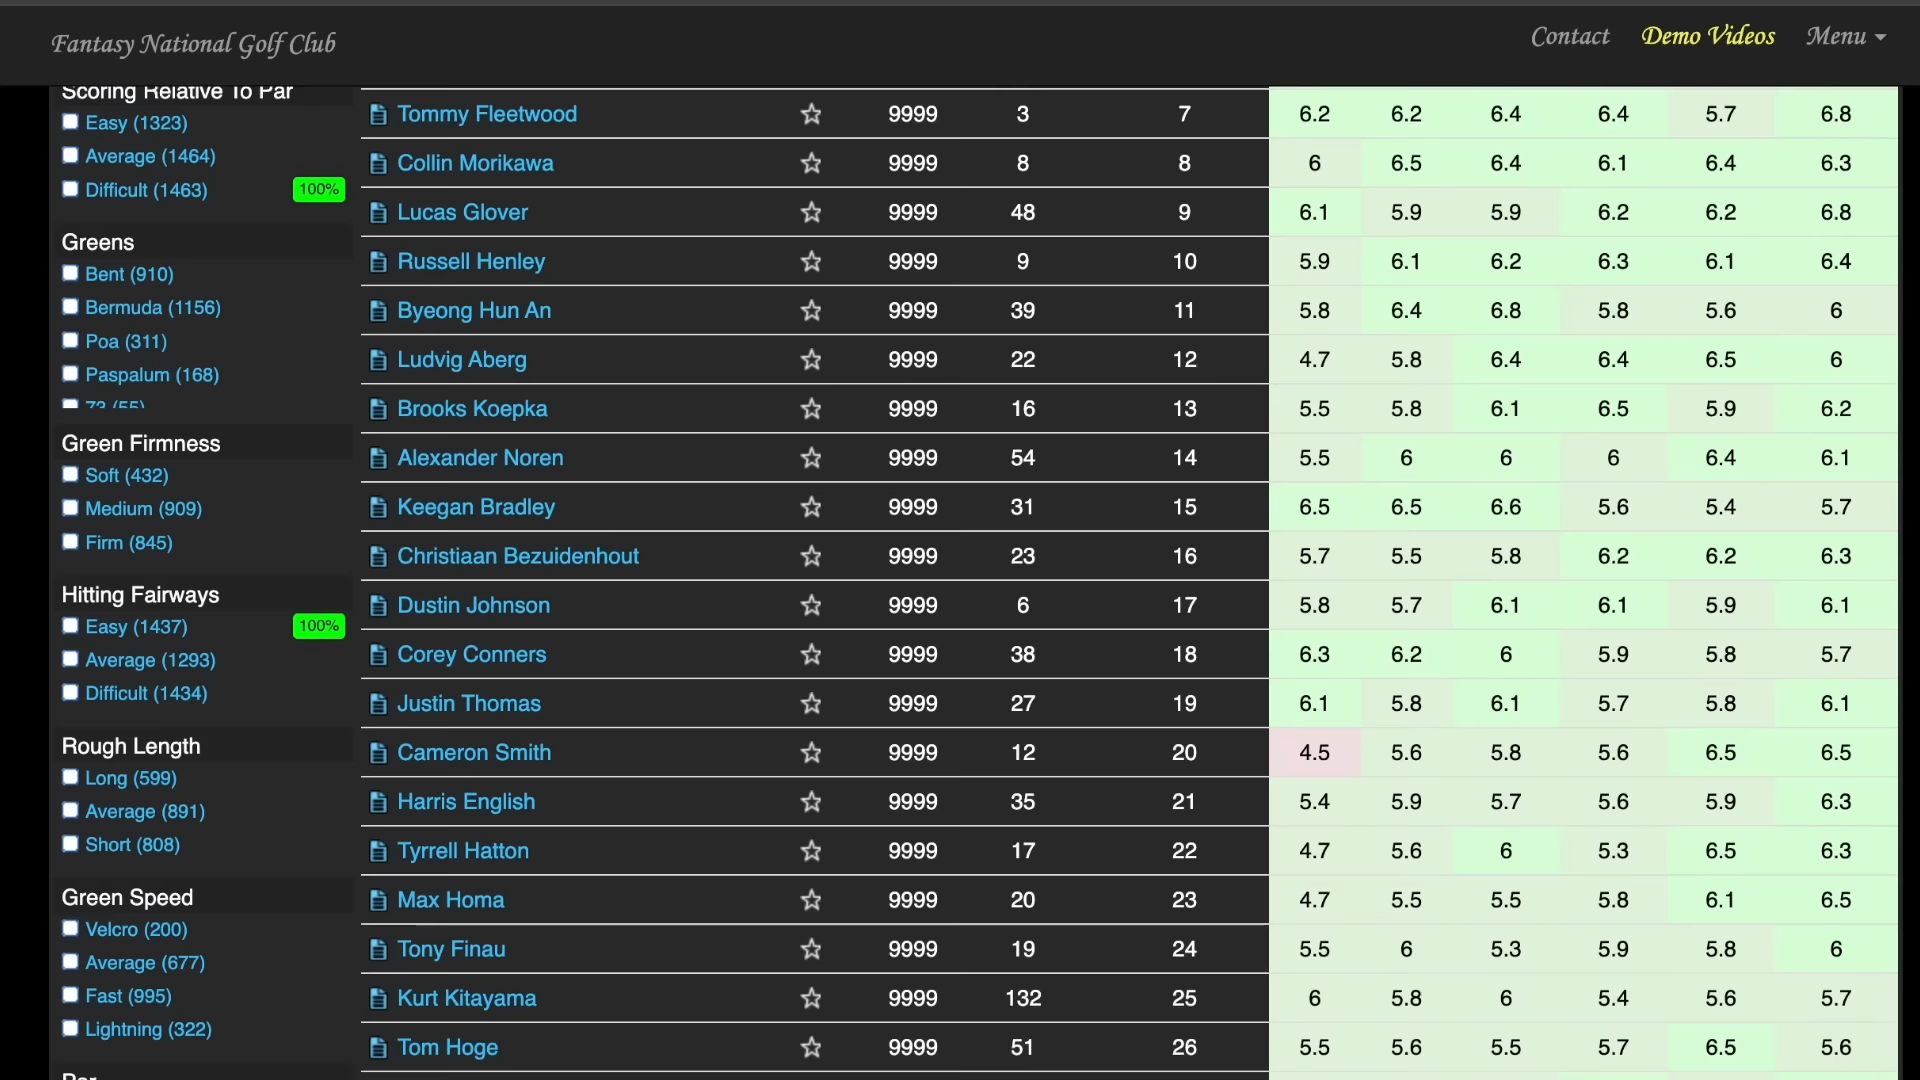 Fantasy National Golf Club
Contact Demo Videos Menu
Scoring Relative To Par
Easy (1323)
Average (1464)
Difficult (1463) 100%
Greens
Bent (910)
Bermuda (1156)
Poa (311)
Paspalum (168)
Green Firmness
Soft (432)
Medium (909)
Firm (845)
Hitting Fairways
Easy (1437) 100%
Average (1293)
Difficult (1434)
Rough Length
Long (599)
Average (891)
Short (808)
Green Speed
Velcro (200)
Average (677)
Fast (995)
Lightning (322)
Tommy Fleetwood 9999 3 7 6.2 6.2 6.4 6.4 5.7 6.8
Collin Morikawa 9999 8 8 6 6.5 6.4 6.1 6.4 6.3
Lucas Glover 9999 48 9 6.1 5.9 5.9 6.2 6.2 6.8
Russell Henley 9999 9 10 5.9 6.1 6.2 6.3 6.1 6.4
Byeong Hun An 9999 39 11 5.8 6.4 6.8 5.8 5.6 6
Ludvig Aberg 9999 22 12 4.7 5.8 6.4 6.4 6.5 6
Brooks Koepka 9999 16 13 5.5 5.8 6.1 6.5 5.9 6.2
Alexander Noren 9999 54 14 5.5 6 6 6 6.4 6.1
Keegan Bradley 9999 31 15 6.5 6.5 6.6 5.6 5.4 5.7
Christiaan Bezuidenhout 9999 23 16 5.7 5.5 5.8 6.2 6.2 6.3
Dustin Johnson 9999 6 17 5.8 5.7 6.1 6.1 5.9 6.1
Corey Conners 9999 38 18 6.3 6.2 6 5.9 5.8 5.7
Justin Thomas 9999 27 19 6.1 5.8 6.1 5.7 5.8 6.1
Cameron Smith 9999 12 20 4.5 5.6 5.8 5.6 6.5 6.5
Harris English 9999 35 21 5.4 5.9 5.7 5.6 5.9 6.3
Tyrrell Hatton 9999 17 22 4.7 5.6 6 5.3 6.5 6.3
Max Homa 9999 20 23 4.7 5.5 5.5 5.8 6.1 6.5
Tony Finau 9999 19 24 5.5 6 5.3 5.9 5.8 6
Kurt Kitayama 9999 132 25 6 5.8 6 5.4 5.6 5.7
Tom Hoge 9999 51 26 5.5 5.6 5.5 5.7 6.5 5.6